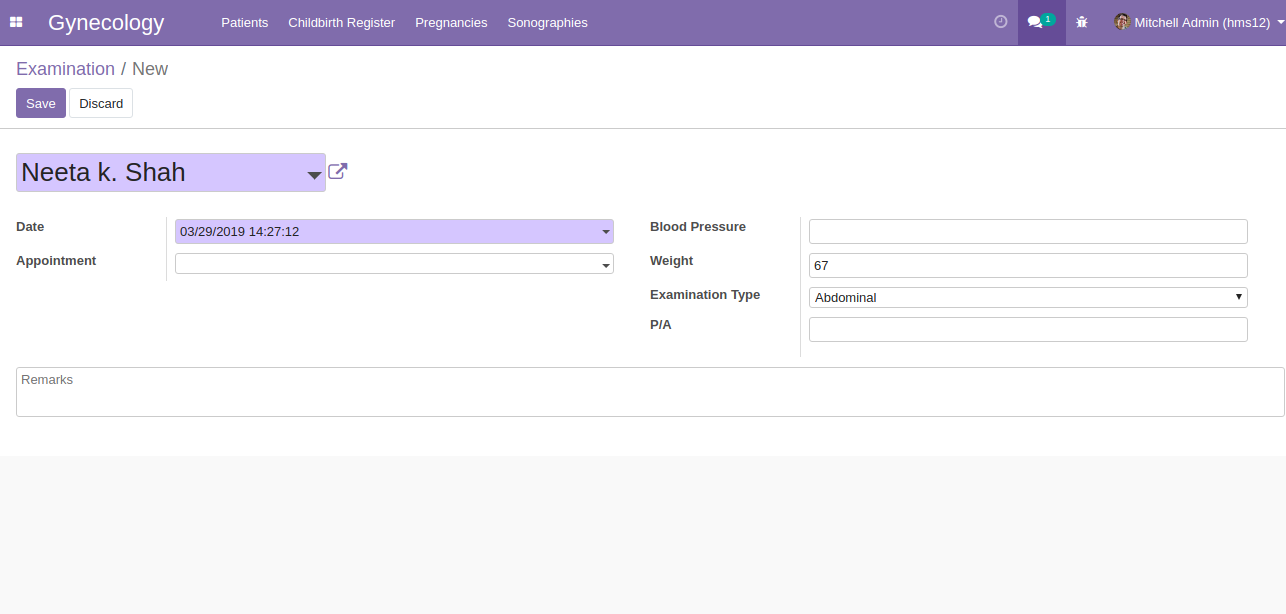 Gynecology Patients Childbirth Register Pregnancies Sonographies 1 Mitchell Admin (hms12)
Examination / New
Save Discard
Neeta k. Shah
Date 03/29/2019 14:27:12
Appointment
Blood Pressure
Weight 67
Examination Type Abdominal
P/A
Remarks